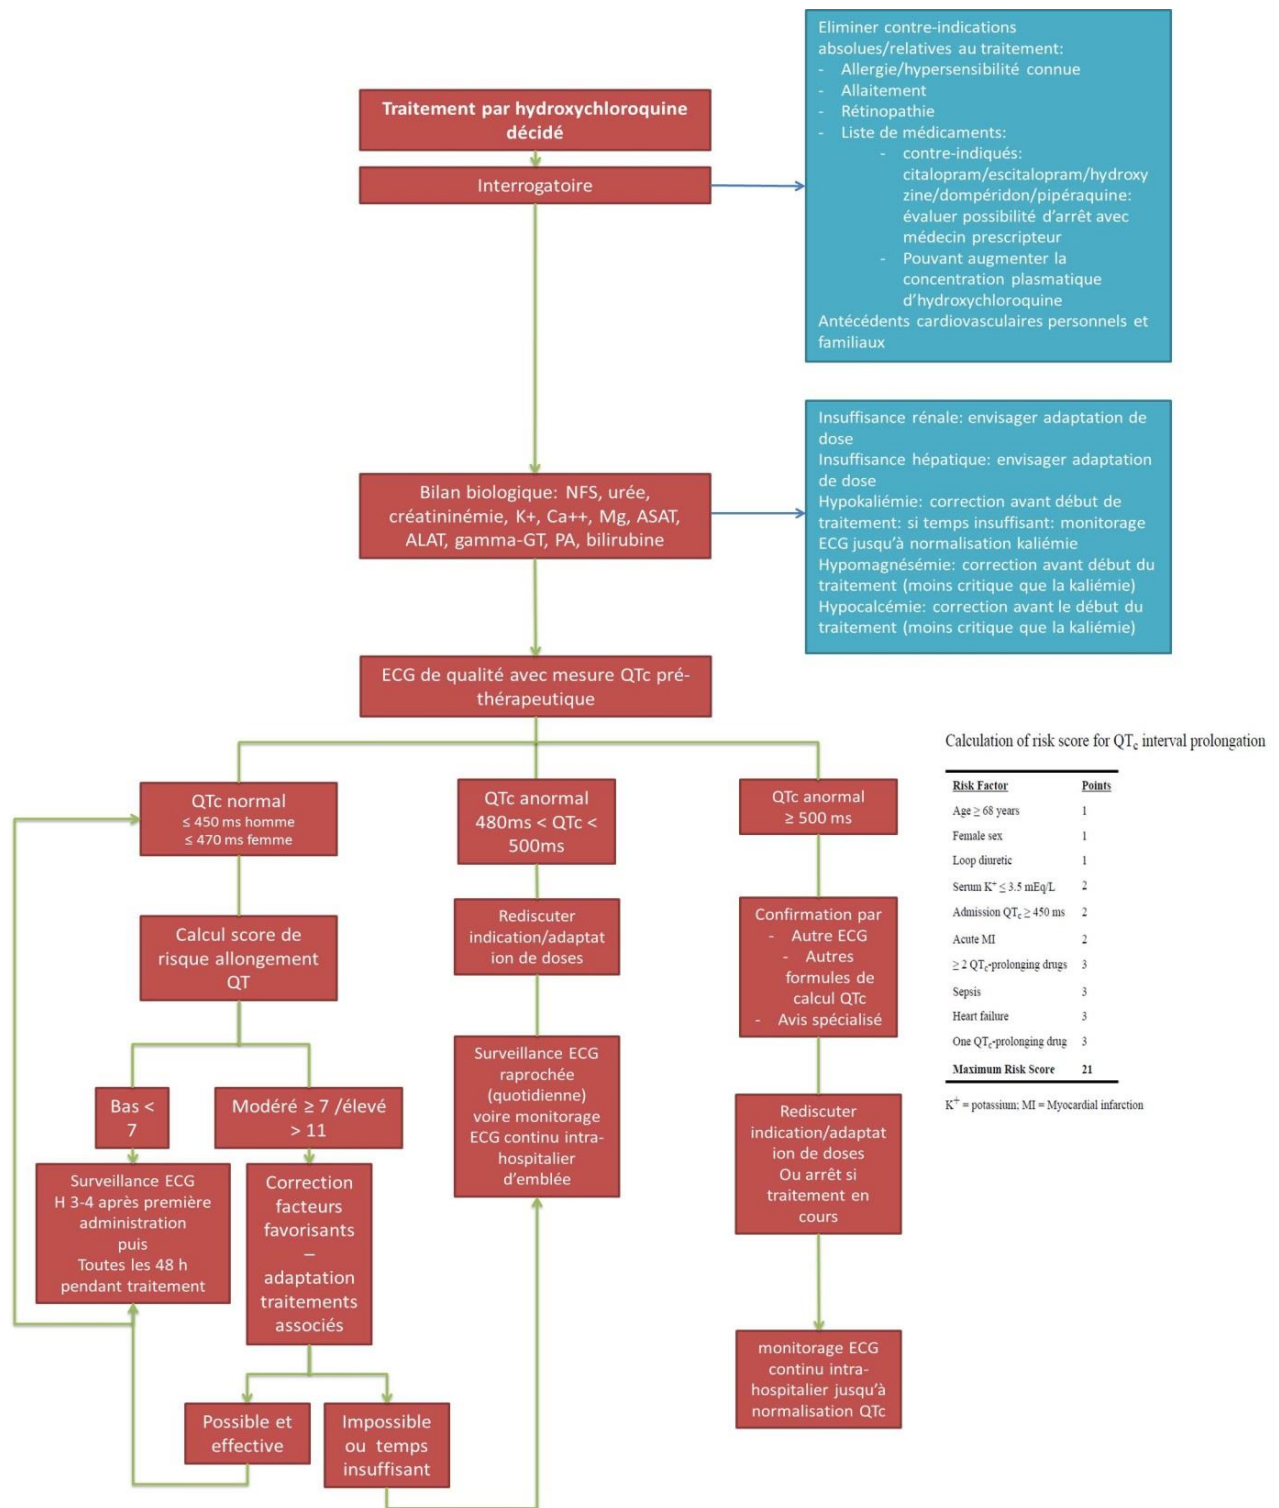 Eliminer contre-indications
absolues/relatives au traitement:
- Allergie/hypersensibilité connue
- Allaitement
- Rétinopathie
- Liste de médicaments:
- contre-indiqués:
citalopram/escitalopram/hydroxy
zine/dompéridon/pipéraquine:
évaluer possibilité d'arrêt avec
médecin prescripteur
- Pouvant augmenter la
concentration plasmatique
d'hydroxychloroquine
Antécédents cardiovasculaires personnels et
familiaux
Traitement par hydroxychloroquine
décidé
Interrogatoire
Insuffisance rénale: envisager adaptation de
dose
Insuffisance hépatique: envisager adaptation
de dose
Hypokaliémie: correction avant début de
traitement: si temps insuffisant: monitorage
ECG jusqu'à normalisation kaliémie
Hypomagnésémie: correction avant début du
traitement (moins critique que la kaliémie)
Hypocalcémie: correction avant le début du
traitement (moins critique que la kaliémie)
Bilan biologique: NFS, urée,
créatininémie, K+, Ca++, Mg, ASAT,
ALAT, gamma-GT, PA, bilirubine
ECG de qualité avec mesure QTc pré-
thérapeutique
QTc normal
≤ 450 ms homme
≤ 470 ms femme
Calcul score de
risque allongement
QT
Bas <
7
Modéré ≥ 7 /élevé
> 11
Surveillance ECG
H 3-4 après première
administration
puis
Toutes les 48 h
pendant traitement
Correction
facteurs
favorisants
–
adaptation
traitements
associés
Possible et
effective
Impossible
ou temps
insuffisant
QTc anormal
480ms < QTc <
500ms
Rediscuter
indication/adaptat
ion de doses
Surveillance ECG
raprochée
(quotidienne)
voire monitorage
ECG continu intra-
hospitalier
d'emblée
QTc anormal
≥ 500 ms
Confirmation par
- Autre ECG
- Autres
formules de
calcul QTc
- Avis spécialisé
Rediscuter
indication/adaptat
ion de doses
Ou arrêt si
traitement en
cours
monitorage ECG
continu intra-
hospitalier jusqu'à
normalisation QTc
Calculation of risk score for QTc interval prolongation
Risk Factor Points
Age ≥ 68 years 1
Female sex 1
Loop diuretic 1
Serum K+ ≤ 3.5 mEq/L 2
Admission QTc ≥ 450 ms 2
Acute MI 2
≥ 2 QTc-prolonging drugs 3
Sepsis 3
Heart failure 3
One QTc-prolonging drug 3
Maximum Risk Score 21
K+ = potassium; MI = Myocardial infarction